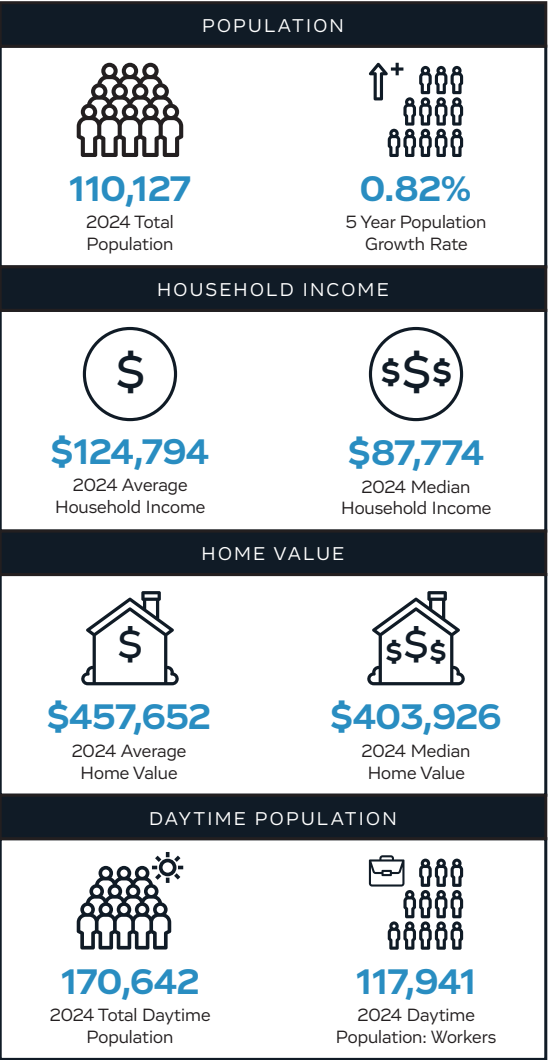 POPULATION
110,127
2024 Total
Population
0.82%
5 Year Population
Growth Rate
HOUSEHOLD INCOME
$
$124,794
2024 Average
Household Income
$$$
$87,774
2024 Median
Household Income
HOME VALUE
$
$457,652
2024 Average
Home Value
$$$
$403,926
2024 Median
Home Value
DAYTIME POPULATION
170,642
2024 Total Daytime
Population
117,941
2024 Daytime
Population: Workers